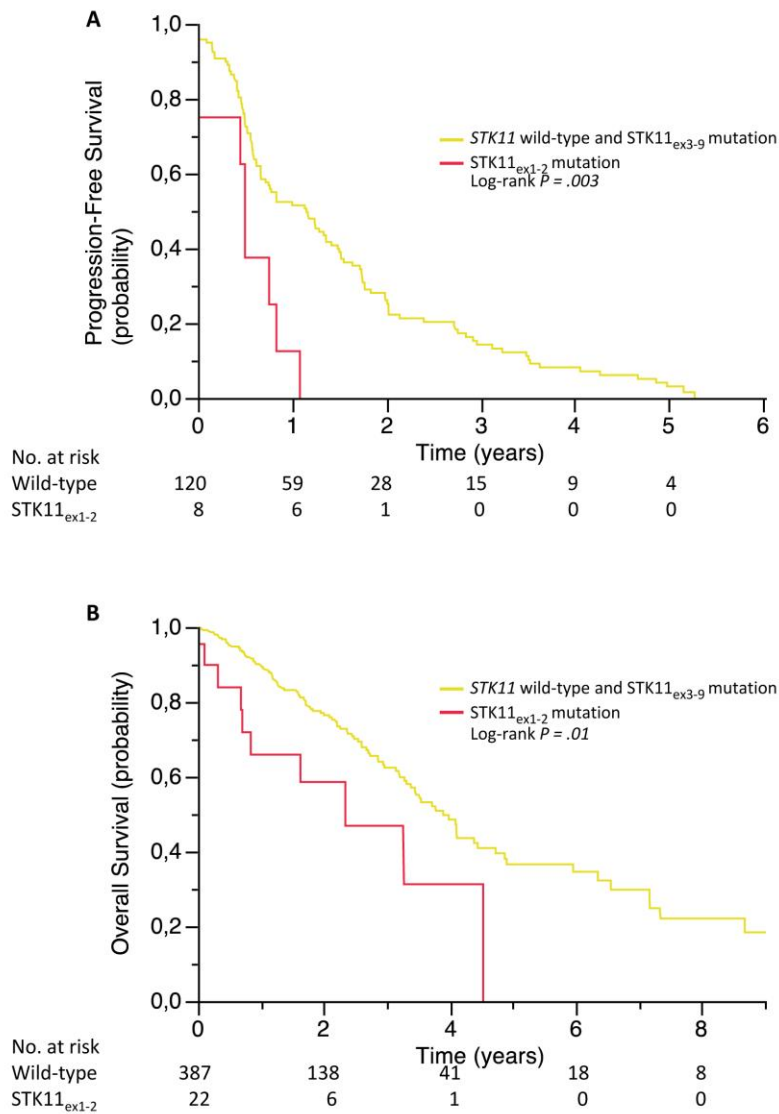 A
1,0
0,8
0,6
0,4
0,2
0,0
Progression-Free Survival
(probability)
STK11 wild-type and STK11ex3-9 mutation
STK11ex1-2 mutation
Log-rank P = .003
0 1 2 3 4 5 6
Time (years)
No. at risk
Wild-type 120 59 28 15 9 4
STK11ex1-2 8 6 1 0 0 0
B
1,0
0,8
0,6
0,4
0,2
0,0
Overall Survival (probability)
STK11 wild-type and STK11ex3-9 mutation
STK11ex1-2 mutation
Log-rank P = .01
0 2 4 6 8
Time (years)
No. at risk
Wild-type 387 138 41 18 8
STK11ex1-2 22 6 1 0 0